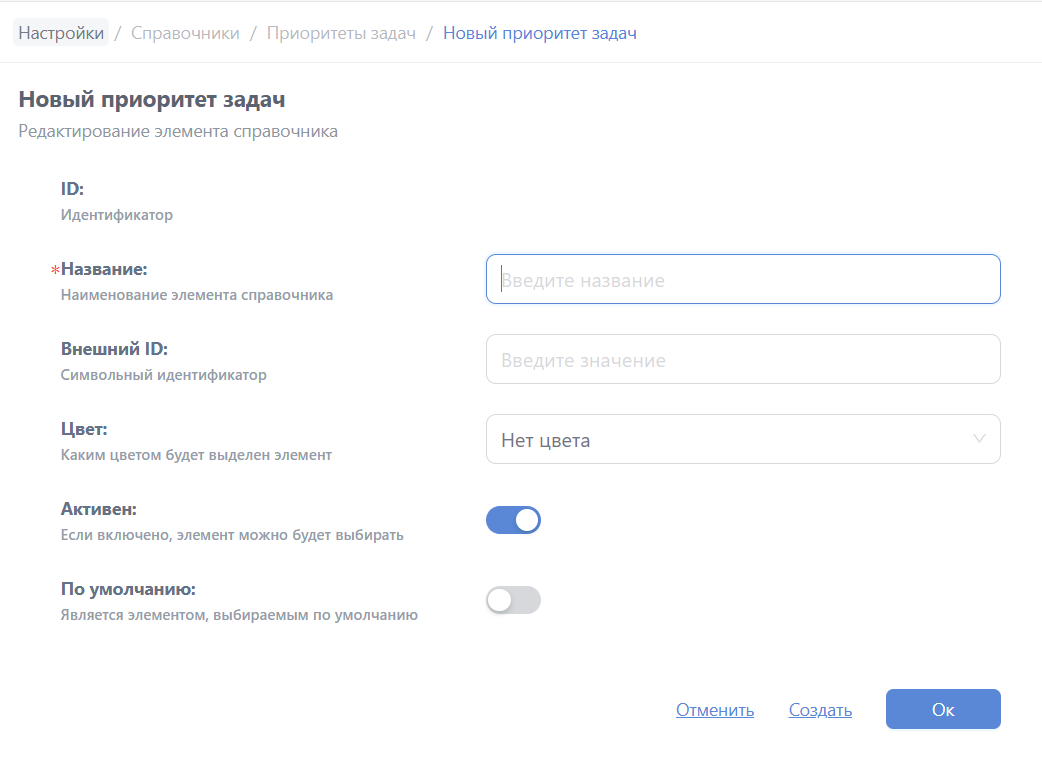 Настройки / Справочники / Приоритеты задач / Новый приоритет задач
Новый приоритет задач
Редактирование элемента справочника
ID:
Идентификатор
*Название:
Наименование элемента справочника
Введите название
Внешний ID:
Символьный идентификатор
Введите значение
Цвет:
Каким цветом будет выделен элемент
Нет цвета
Активен:
Если включено, элемент можно будет выбирать
По умолчанию:
Является элементом, выбираемым по умолчанию
Отменить Создать Ок